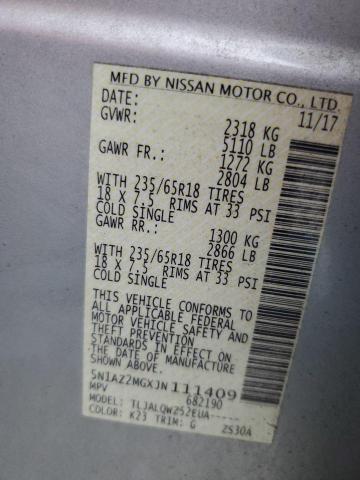 MFD BY NISSAN MOTOR CO., LTD.
DATE: 11/17
GVWR: 2318 KG
5110 LB
GAWR FR.: 1272 KG
2804 LB
WITH 235/65R18 TIRES
18 X 7.5 RIMS AT 33 PSI
COLD SINGLE
GAWR RR.: 1300 KG
2866 LB
WITH 235/65R18 TIRES
18 X 7.5 RIMS AT 33 PSI
COLD SINGLE
THIS VEHICLE CONFORMS TO
ALL APPLICABLE FEDERAL
MOTOR VEHICLE SAFETY AND
THEFT PREVENTION
STANDARDS IN EFFECT ON
THE DATE OF MANUFACTURE
SHOWN ABOVE.
5N1AZ2MGXJN111409
MPV 682190
MODEL: TLJALQWZ52EUA-----
COLOR: K23 TRIM: G ZS30A